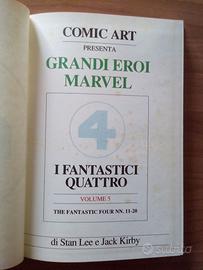 COMIC ART
PRESENTA
GRANDI EROI
MARVEL
4
I FANTASTICI
QUATTRO
VOLUME 5
THE FANTASTIC FOUR NN. 11-20
di Stan Lee e Jack Kirby
subito